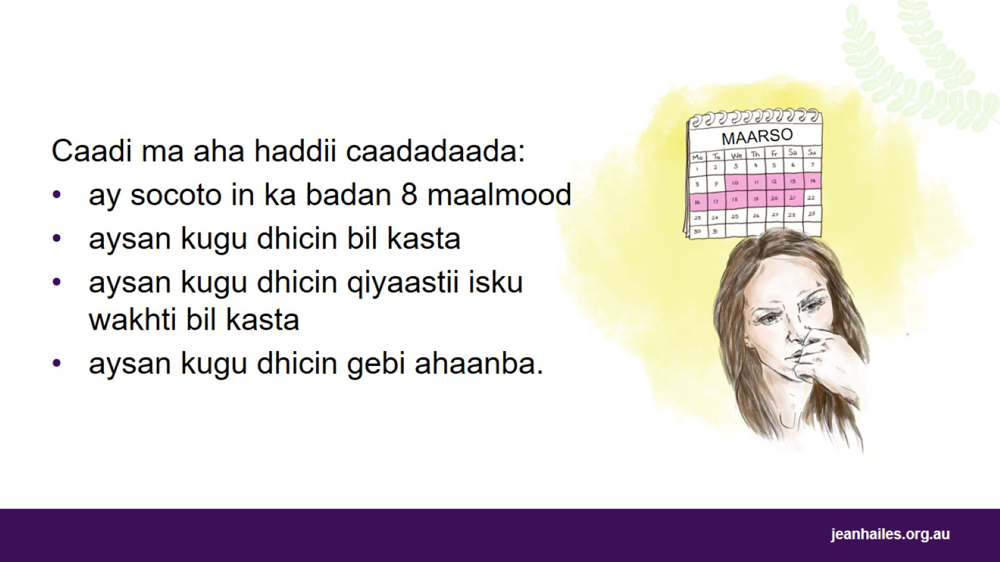 Caadi ma aha haddii caadadaada:
• ay socoto in ka badan 8 maalmood
• aysan kugu dhicin bil kasta
• aysan kugu dhicin qiyaastii isku
wakhti bil kasta
• aysan kugu dhicin gebi ahaanba.
MAARSO
Mo Tu We Th Fr Sa Su
1 2 3 4 5 6 7
8 9 10 11 12 13 14
16 17 18 19 20 21 22
23 24 25 26 27 28 29
30 31
jeanhailes.org.au